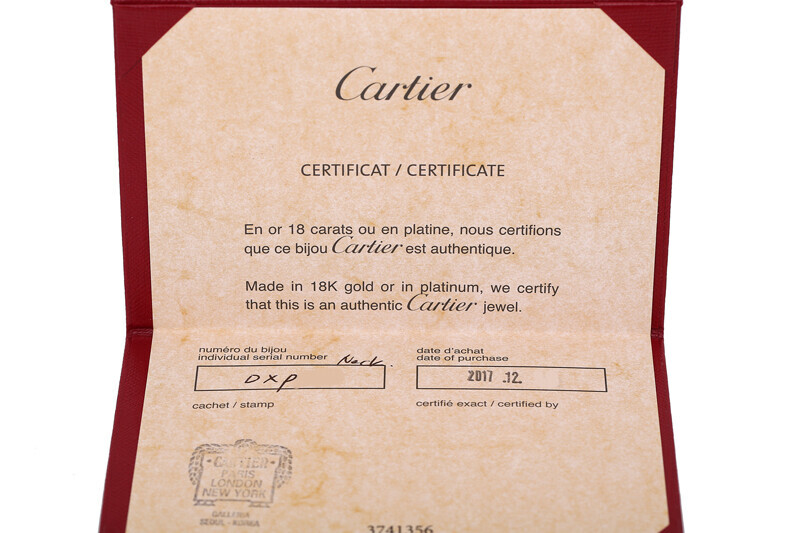 Cartier
CERTIFICAT / CERTIFICATE
En or 18 carats ou en platine, nous certifions
que ce bijou Cartier est authentique.
Made in 18K gold or in platinum, we certify
that this is an authentic Cartier jewel.
numéro du bijou
individual serial number Neck.
DXP
cachet / stamp
date d'achat
date of purchase
2017 .12.
certifié exact / certified by
CARTIER
PARIS
LONDON
NEW YORK
GALLERIA
SEOUL - KOREA
3741356